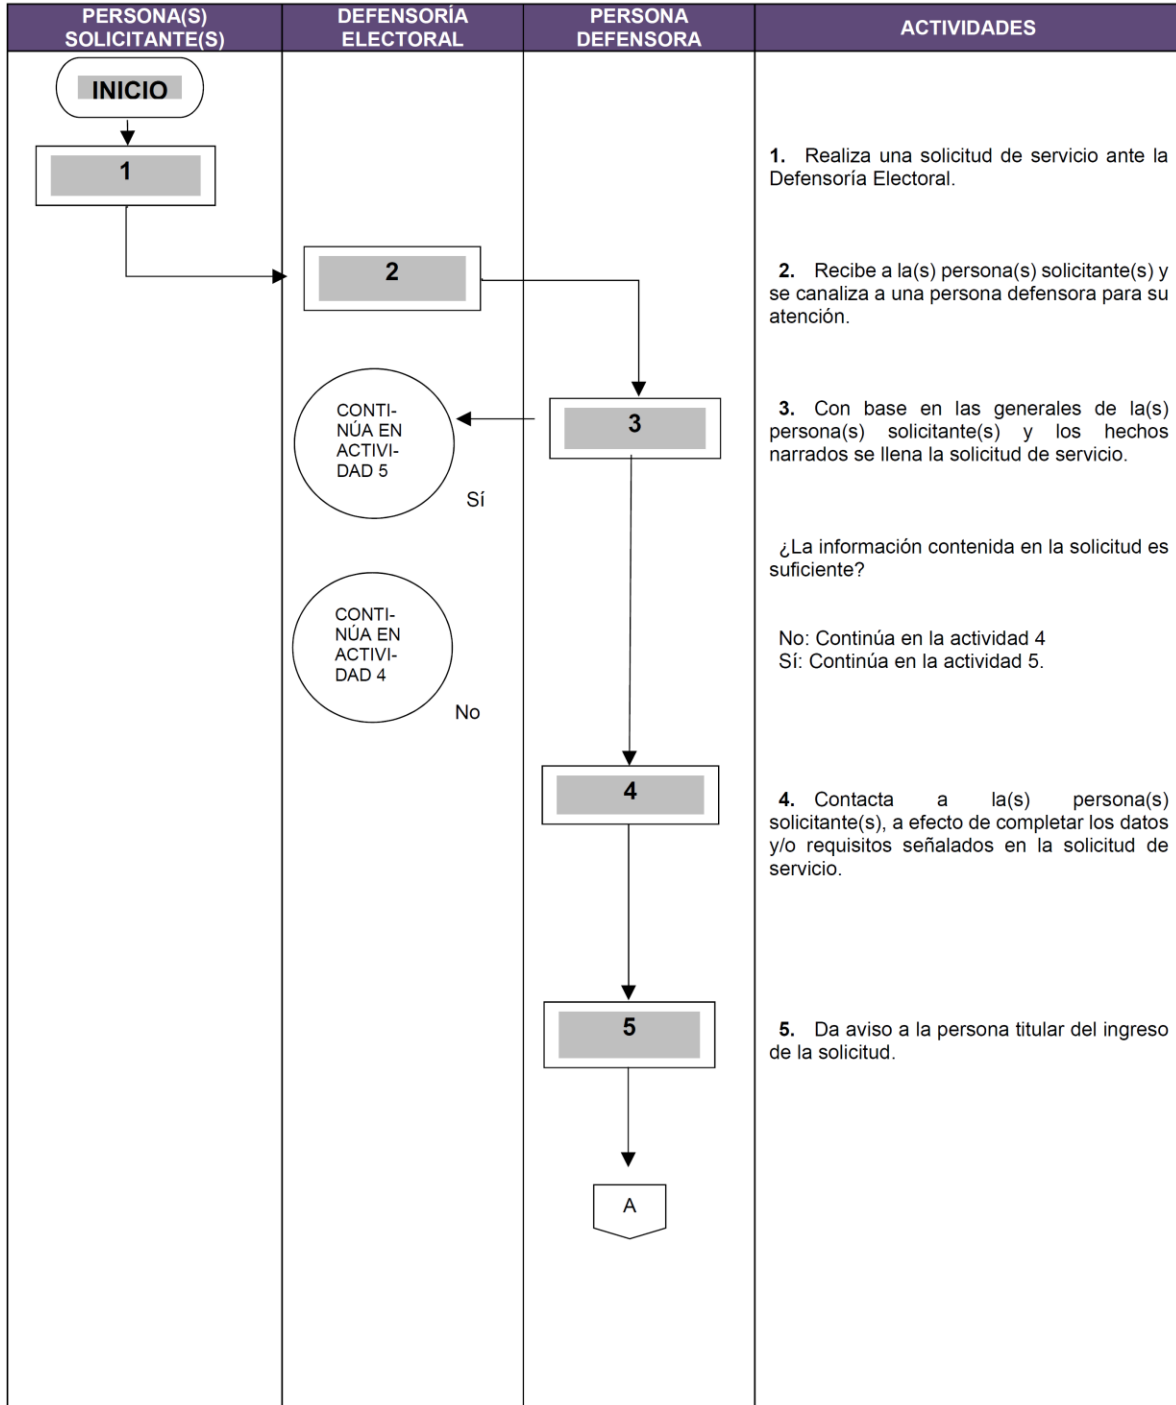 PERSONA(S)
SOLICITANTE(S)
DEFENSORÍA
ELECTORAL
PERSONA
DEFENSORA
ACTIVIDADES
INICIO
1
1. Realiza una solicitud de servicio ante la
Defensoría Electoral.
2
2. Recibe a la(s) persona(s) solicitante(s) y
se canaliza a una persona defensora para su
atención.
CONTI-
NÚA EN
ACTIVI-
DAD 5
Sí
3
3. Con base en las generales de la(s)
persona(s) solicitante(s) y los hechos
narrados se llena la solicitud de servicio.
¿La información contenida en la solicitud es
suficiente?
CONTI-
NÚA EN
ACTIVI-
DAD 4
No
No: Continúa en la actividad 4
Sí: Continúa en la actividad 5.
4
4. Contacta a la(s) persona(s)
solicitante(s), a efecto de completar los datos
y/o requisitos señalados en la solicitud de
servicio.
5
5. Da aviso a la persona titular del ingreso
de la solicitud.
A